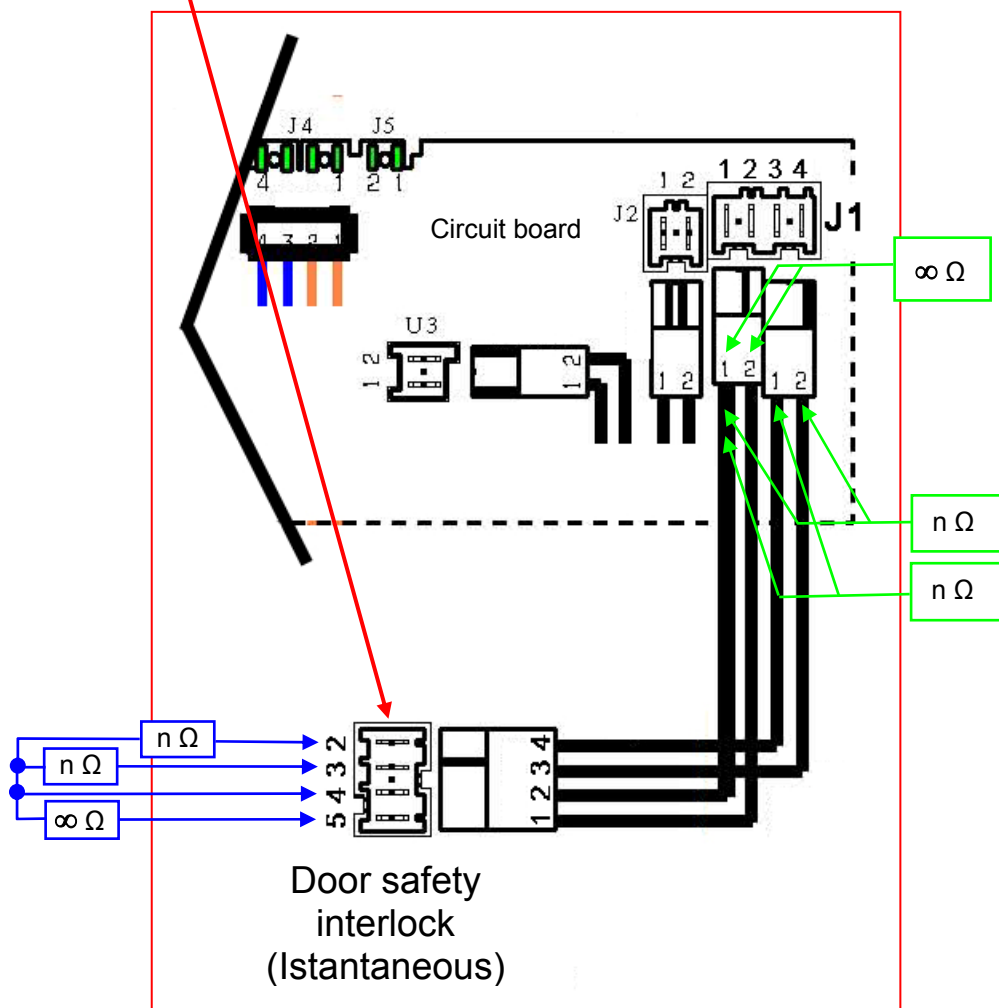 J4 J5
4 1 2 1
4 3 2 1
Circuit board
1 2
J2
1 2 3 4
J1
∞ Ω
U3
1 2
2
1
1 2
1 2
1 2
n Ω
n Ω
n Ω
n Ω
∞ Ω
2
3
4
5
4
3
2
1
Door safety
interlock
(Istantaneous)